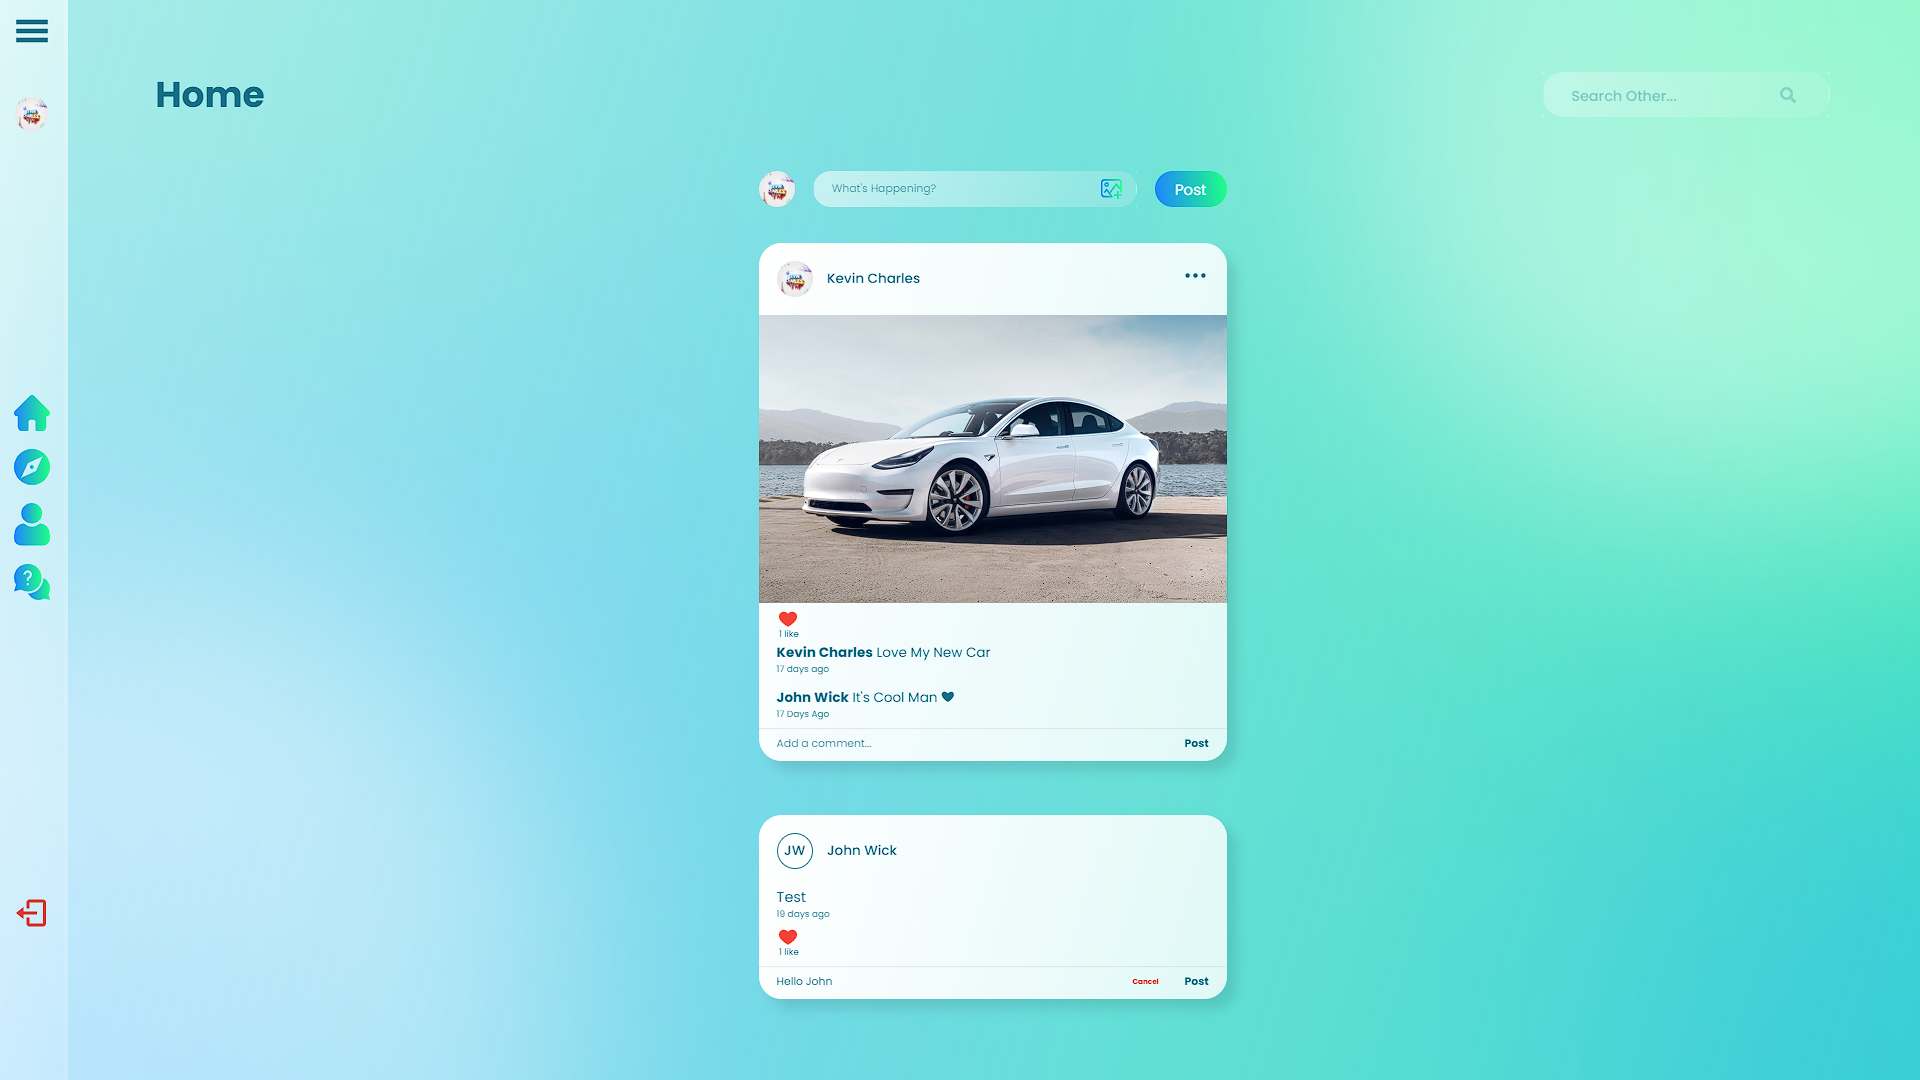 Home
Search Other...
What's Happening?
Post
Kevin Charles
1 like
Kevin Charles Love My New Car
17 days ago
John Wick It's Cool Man 🖤
17 Days Ago
Add a comment...
Post
JW
John Wick
Test
19 days ago
1 like
Hello John
Cancel
Post